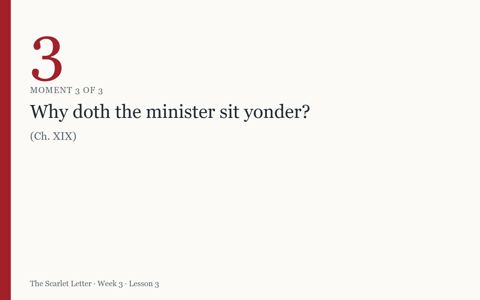 3
MOMENT 3 OF 3
Why doth the minister sit yonder?
(Ch. XIX)
The Scarlet Letter · Week 3 · Lesson 3